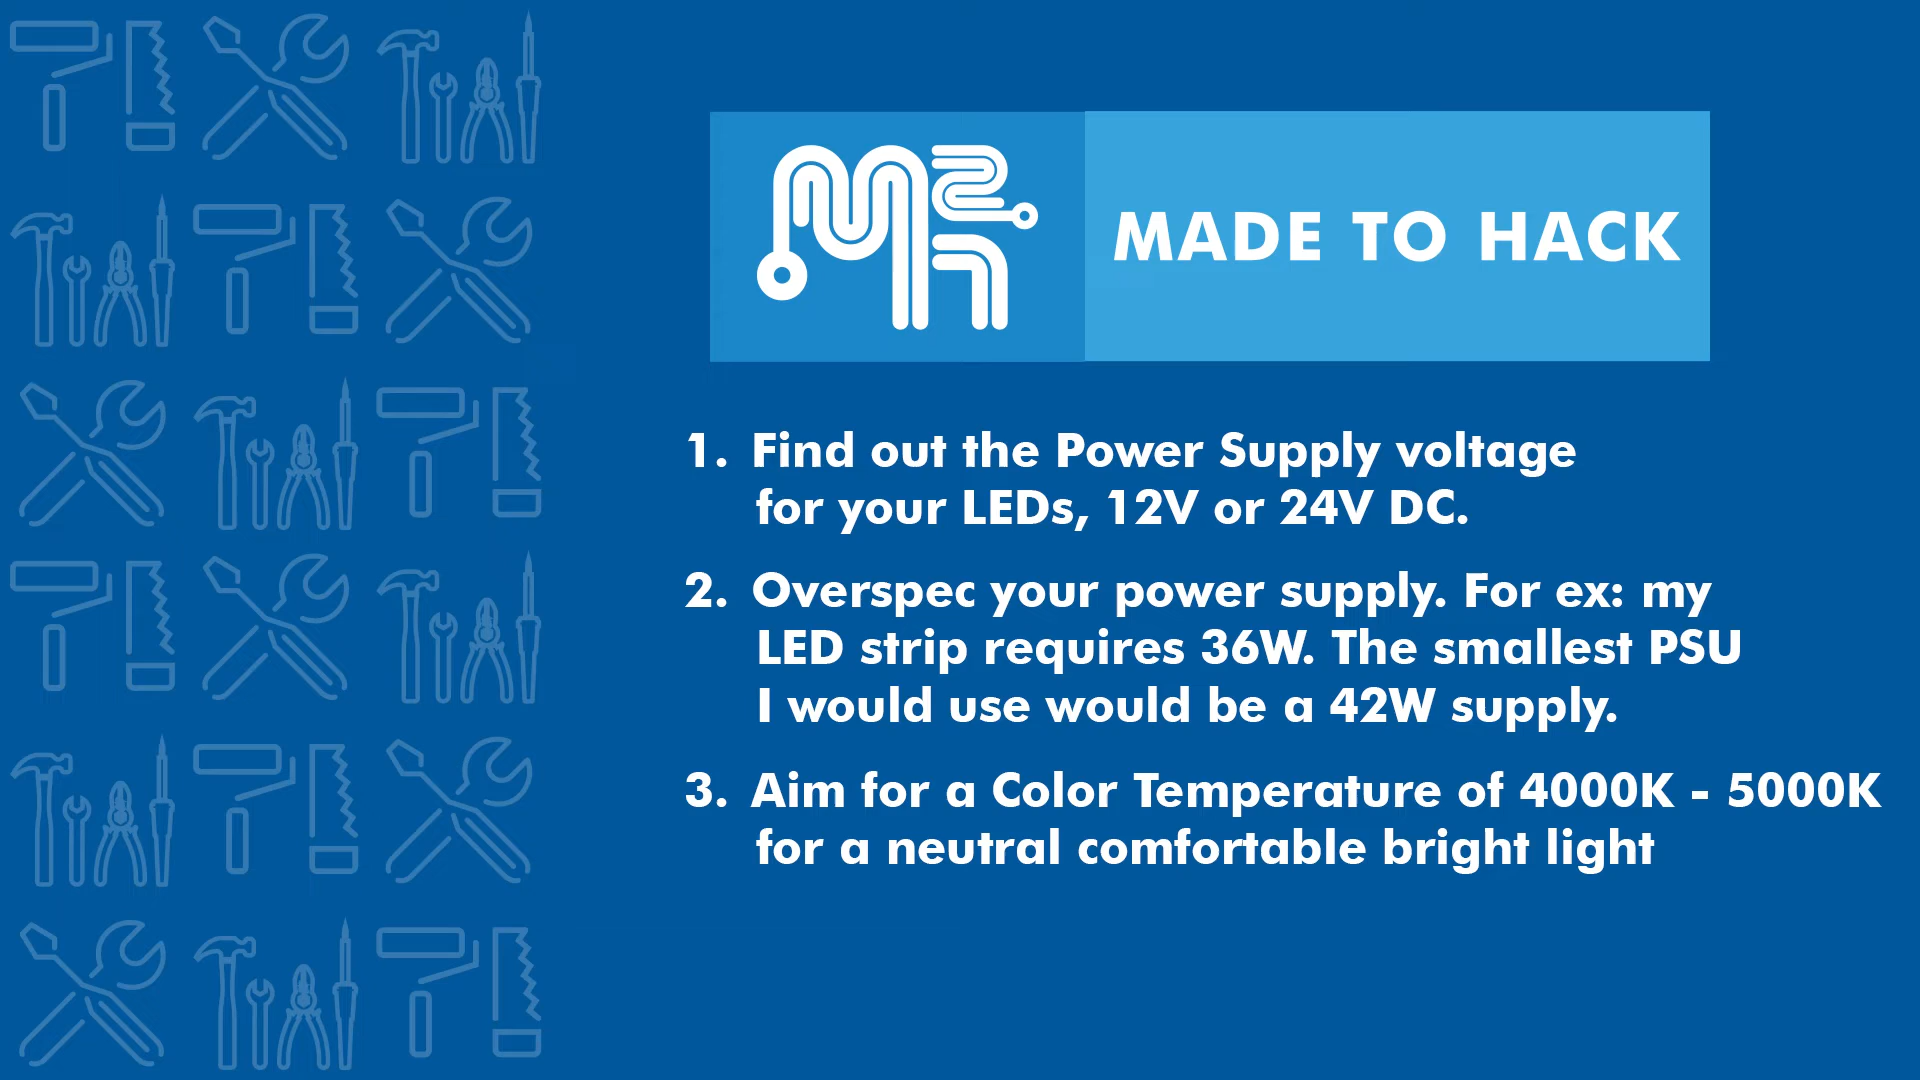 M2h
MADE TO HACK
1. Find out the Power Supply voltage
for your LEDs, 12V or 24V DC.
2. Overspec your power supply. For ex: my
LED strip requires 36W. The smallest PSU
I would use would be a 42W supply.
3. Aim for a Color Temperature of 4000K - 5000K
for a neutral comfortable bright light